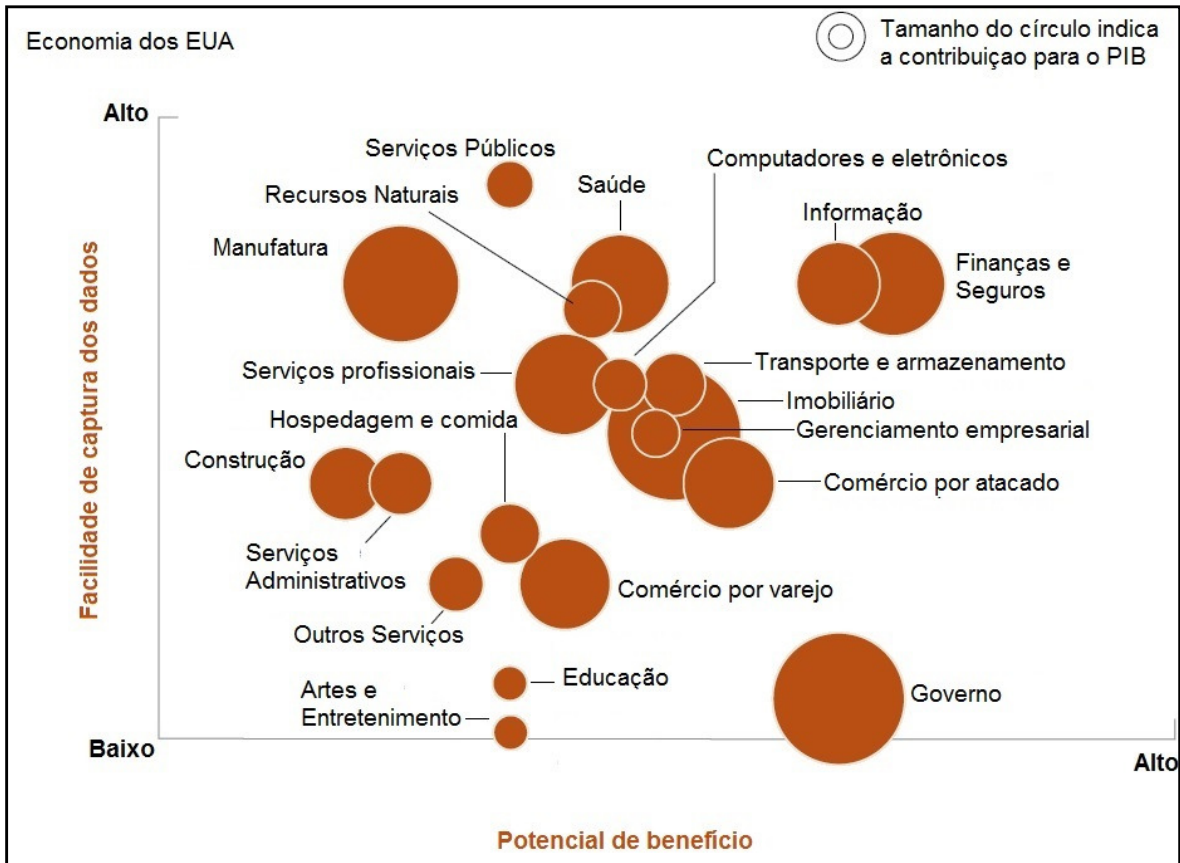 Economia dos EUA
Tamanho do círculo indica
a contribuiçao para o PIB
Alto
Serviços Públicos
Computadores e eletrônicos
Recursos Naturais
Saúde
Informação
Manufatura
Finanças e
Seguros
Serviços profissionais
Transporte e armazenamento
Imobiliário
Hospedagem e comida
Gerenciamento empresarial
Construção
Comércio por atacado
Serviços
Administrativos
Comércio por varejo
Outros Serviços
Educação
Artes e
Entretenimento
Governo
Facilidade de captura dos dados
Baixo
Alto
Potencial de benefício